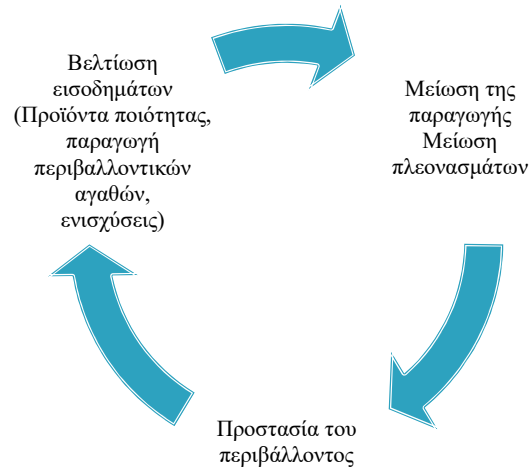 Βελτίωση
εισοδημάτων
(Προϊόντα ποιότητας,
παραγωγή
περιβαλλοντικών
αγαθών,
ενισχύσεις)
Μείωση της
παραγωγής
Μείωση
πλεονασμάτων
Προστασία του
περιβάλλοντος